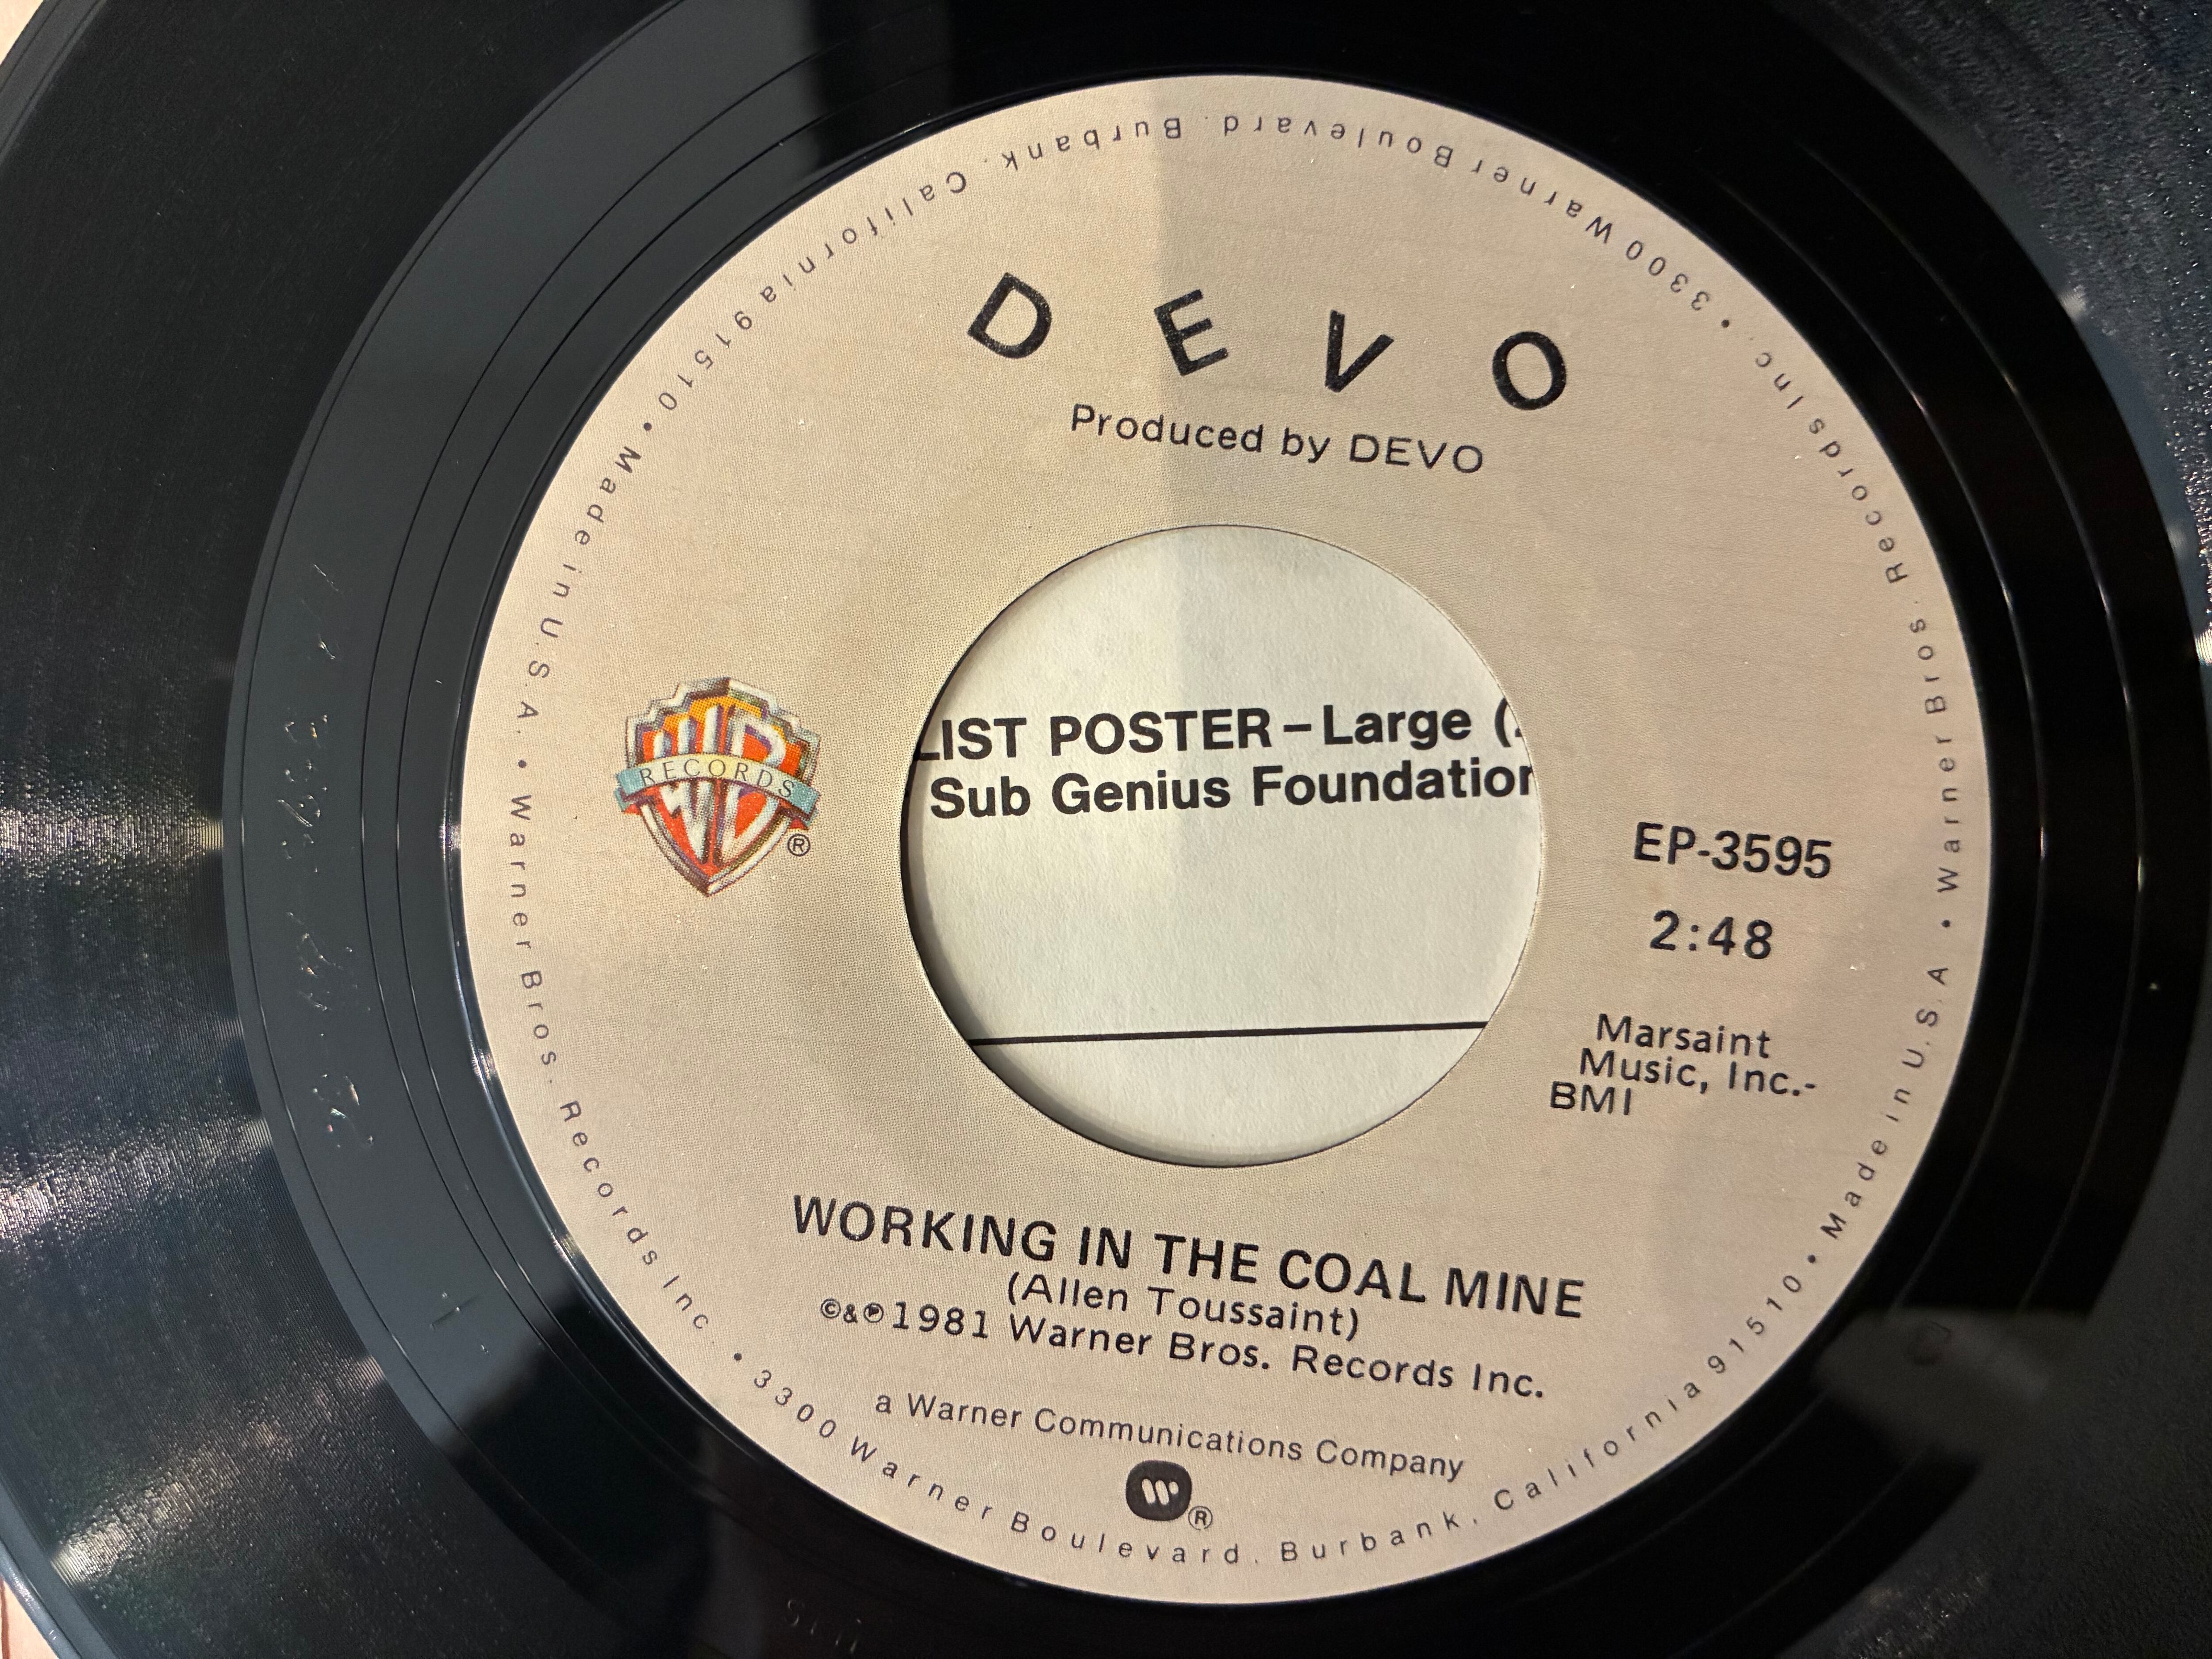 DEVO
Produced by DEVO
RECORDS
®
LIST POSTER – Large (
Sub Genius Foundation
EP-3595
2:48
Marsaint
Music, Inc.-
BMI
WORKING IN THE COAL MINE
(Allen Toussaint)
©&℗1981 Warner Bros. Records Inc.
a Warner Communications Company
®
Warner Bros. Records Inc. • 3300 Warner Boulevard. Burbank. California 91510 • Made in U.S.A. • Warner Bros. Records Inc. • 3300 Warner Boulevard. Burbank. California 91510 • Made in U.S.A. •